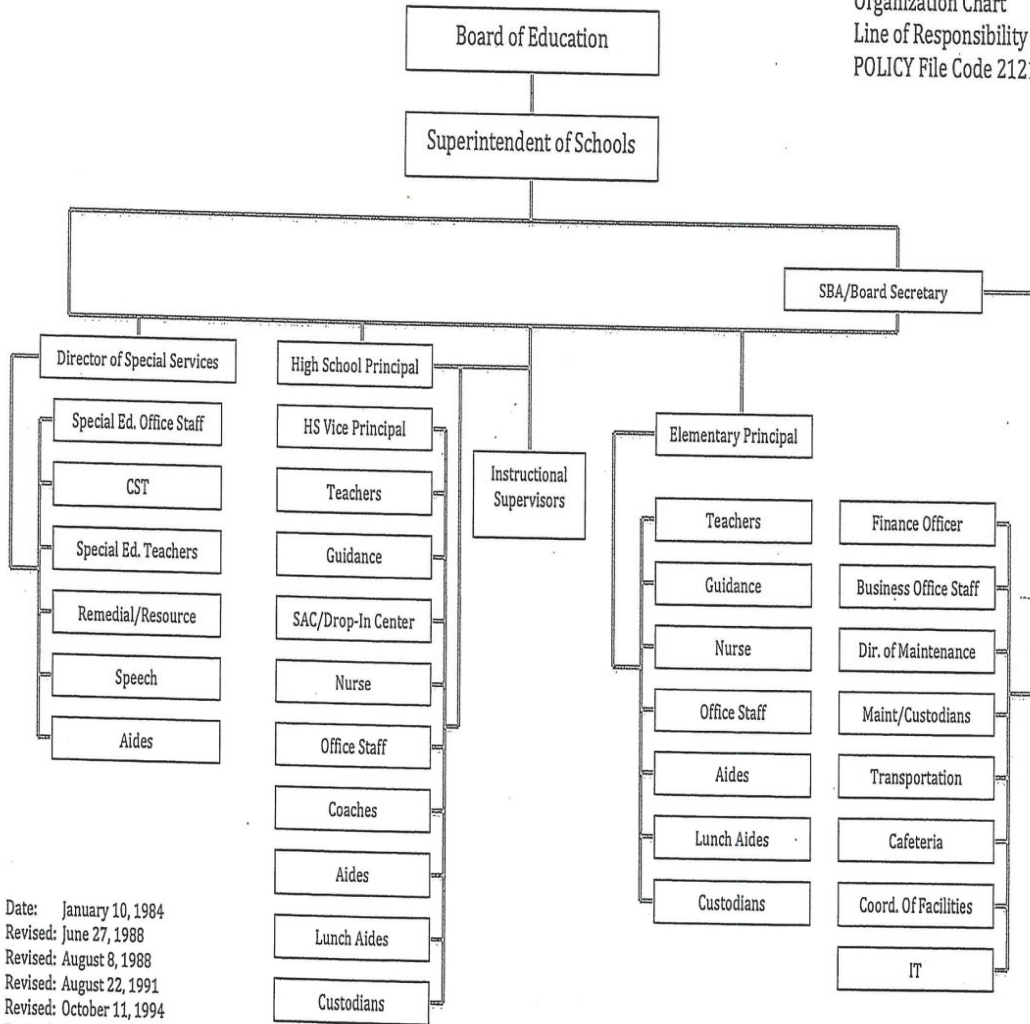 Organization Chart
Line of Responsibility
POLICY File Code 2121
Board of Education
Superintendent of Schools
SBA/Board Secretary
Director of Special Services
Special Ed. Office Staff
CST
Special Ed. Teachers
Remedial/Resource
Speech
Aides
High School Principal
HS Vice Principal
Teachers
Guidance
SAC/Drop-In Center
Nurse
Office Staff
Coaches
Aides
Lunch Aides
Custodians
Instructional
Supervisors
Elementary Principal
Teachers
Guidance
Nurse
Office Staff
Aides
Lunch Aides
Custodians
Finance Officer
Business Office Staff
Dir. of Maintenance
Maint/Custodians
Transportation
Cafeteria
Coord. Of Facilities
IT
Date: January 10, 1984
Revised: June 27, 1988
Revised: August 8, 1988
Revised: August 22, 1991
Revised: October 11, 1994